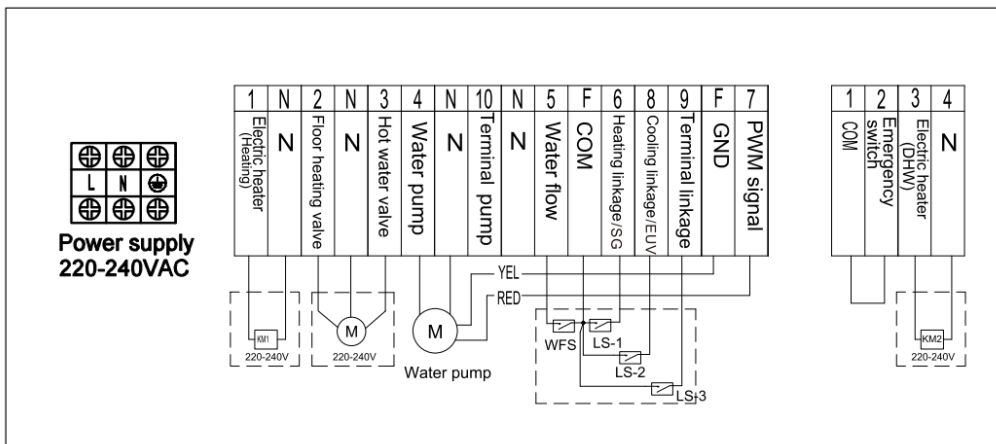 1 N 2 N 3 4 N 10 N 5 F 6 8 9 F 7
Electric heater
(Heating)
N
Floor heating valve
N
Hot water valve
Water pump
N
Terminal pump
N
Water flow
COM
Heating linkage/SG
Cooling linkage/EUV
Terminal linkage
GND
PWM signal
1 2 3 4
COM
Emergency
switch
Electric heater
(DHW)
N
L N
Power supply
220-240VAC
YEL
RED
KM1
220-240V
M
220-240V
M
Water pump
WFS
LS-1
LS-2
LS-3
KM2
220-240V